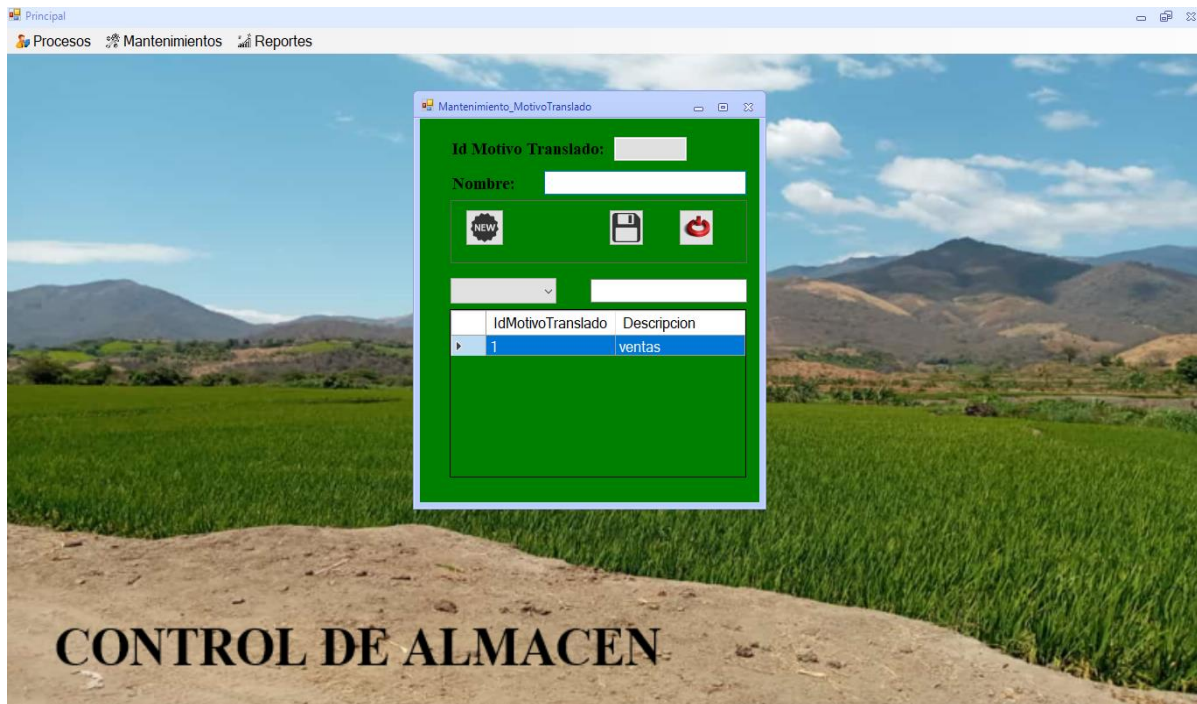 Principal
Procesos Mantenimientos Reportes
Mantenimiento_MotivoTranslado
Id Motivo Translado:
Nombre:
NEW
IdMotivoTranslado Descripcion
1 ventas
CONTROL DE ALMACEN